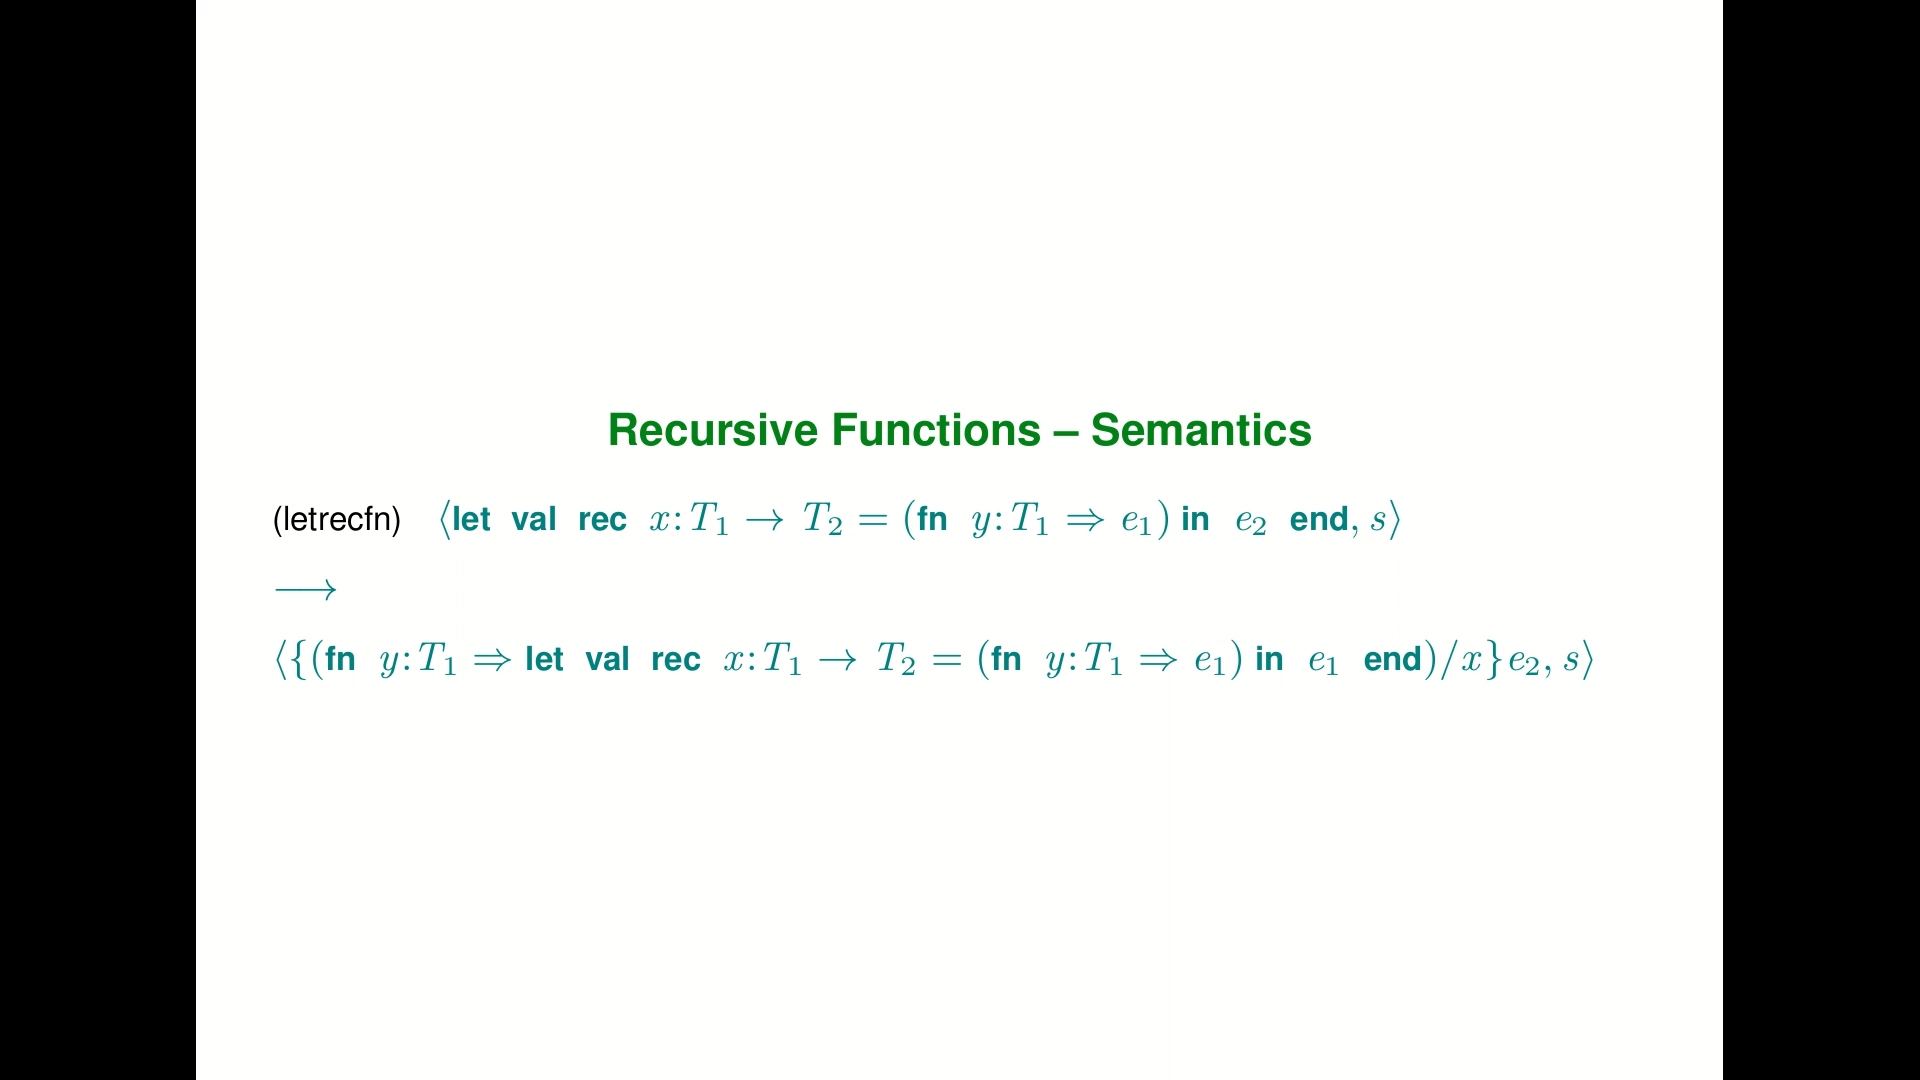 Recursive Functions – Semantics
(letrecfn) ⟨let val rec x:T₁ → T₂ = (fn y:T₁ ⇒ e₁) in e₂ end, s⟩
⟶
⟨{(fn y:T₁ ⇒ let val rec x:T₁ → T₂ = (fn y:T₁ ⇒ e₁) in e₁ end)/x}e₂, s⟩